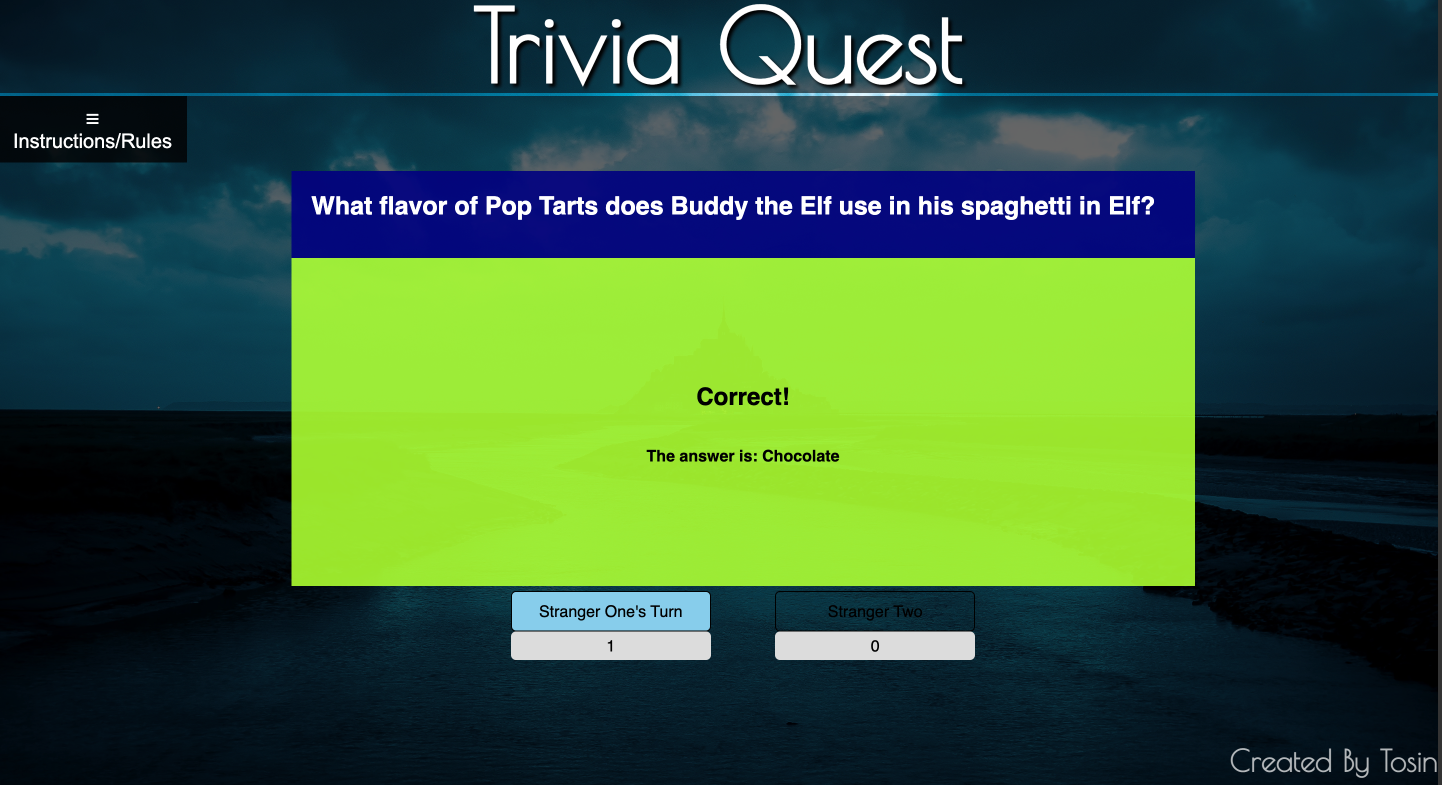 Trivia Quest
Instructions/Rules
What flavor of Pop Tarts does Buddy the Elf use in his spaghetti in Elf?
Correct!
The answer is: Chocolate
Stranger One's Turn
Stranger Two
1
0
Created By Tosin